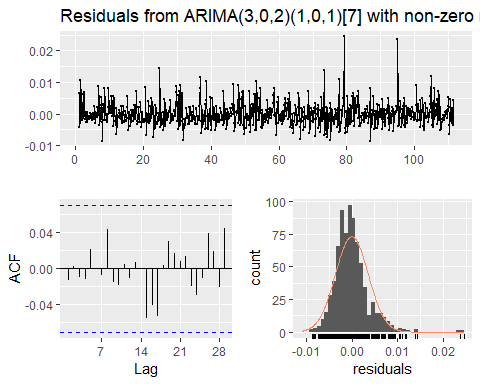 Residuals from ARIMA(3,0,2)(1,0,1)[7] with non-zero
0.02
0.01
0.00
-0.01
0 20 40 60 80 100
ACF
0.04
0.00
-0.04
7 14 21 28
Lag
count
100
75
50
25
0
-0.01 0.00 0.01 0.02
residuals